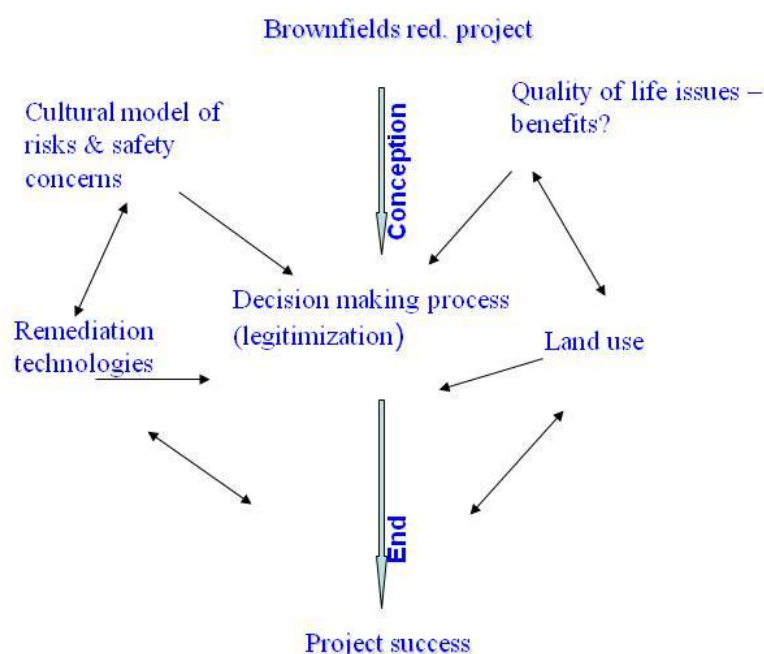 Brownfields red. project
Cultural model of
risks & safety
concerns
Conception
Quality of life issues –
benefits?
Decision making process
(legitimization)
Remediation
technologies
Land use
End
Project success